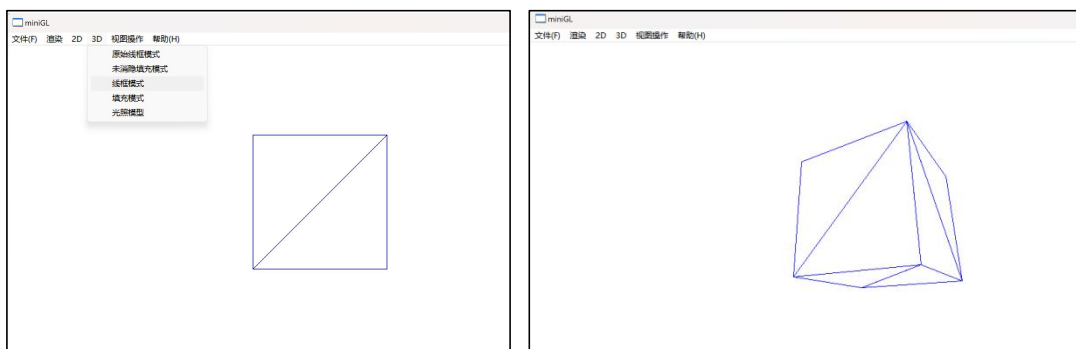 miniGL
文件(F) 渲染 2D 3D 视图操作 帮助(H)
原始线框模式
未消隐填充模式
线框模式
填充模式
光照模型
miniGL
文件(F) 渲染 2D 3D 视图操作 帮助(H)